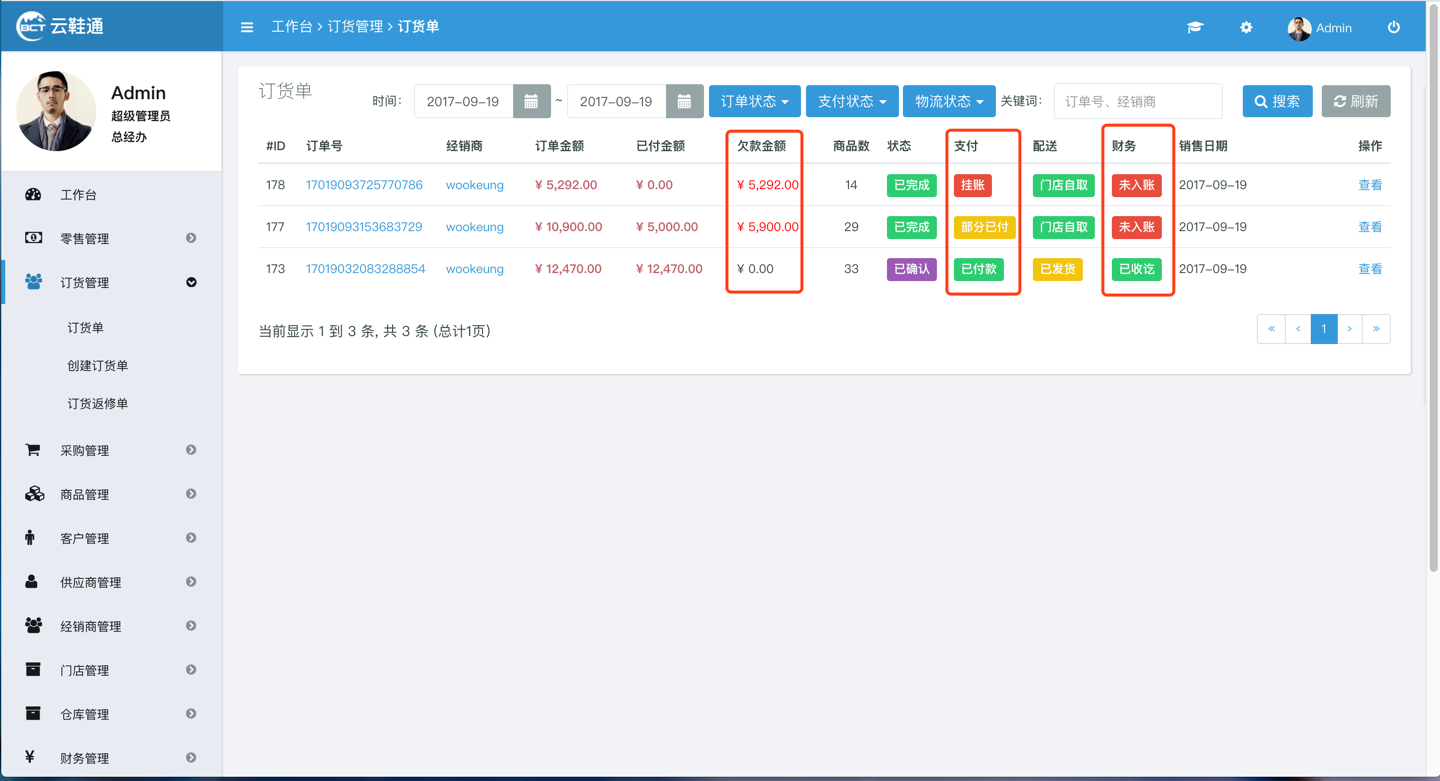 BCT 云鞋通
工作台 > 订货管理 > 订货单
Admin
Admin
超级管理员
总经办
工作台
零售管理
订货管理
订货单
创建订货单
订货返修单
采购管理
商品管理
客户管理
供应商管理
经销商管理
门店管理
仓库管理
¥ 财务管理
订货单
时间: 2017-09-19 ~ 2017-09-19 订单状态 支付状态 物流状态 关键词: 订单号、经销商 搜索 刷新
#ID 订单号 经销商 订单金额 已付金额 欠款金额 商品数 状态 支付 配送 财务 销售日期 操作
178 17019093725770786 wookeung ¥ 5,292.00 ¥ 0.00 ¥ 5,292.00 14 已完成 挂账 门店自取 未入账 2017-09-19 查看
177 17019093153683729 wookeung ¥ 10,900.00 ¥ 5,000.00 ¥ 5,900.00 29 已完成 部分已付 门店自取 未入账 2017-09-19 查看
173 17019032083288854 wookeung ¥ 12,470.00 ¥ 12,470.00 ¥ 0.00 33 已确认 已付款 已发货 已收讫 2017-09-19 查看
当前显示 1 到 3 条, 共 3 条 (总计1页)
« ‹ 1 › »